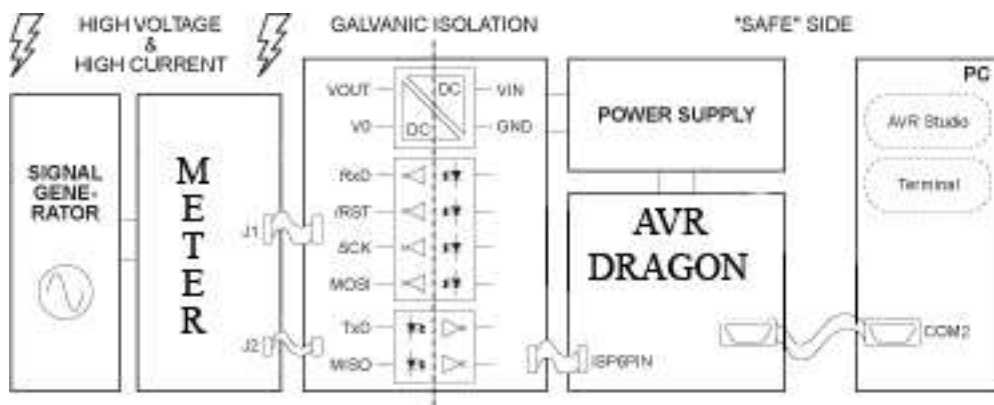 HIGH VOLTAGE
&
HIGH CURRENT
GALVANIC ISOLATION
"SAFE" SIDE
SIGNAL
GENE-
RATOR
METER
J1
J2
VOUT
DC
VIN
V0
DC
GND
RxD
/RST
SCK
MOSI
TxD
MISO
POWER SUPPLY
AVR
DRAGON
ISP6PIN
PC
AVR Studio
Terminal
COM2